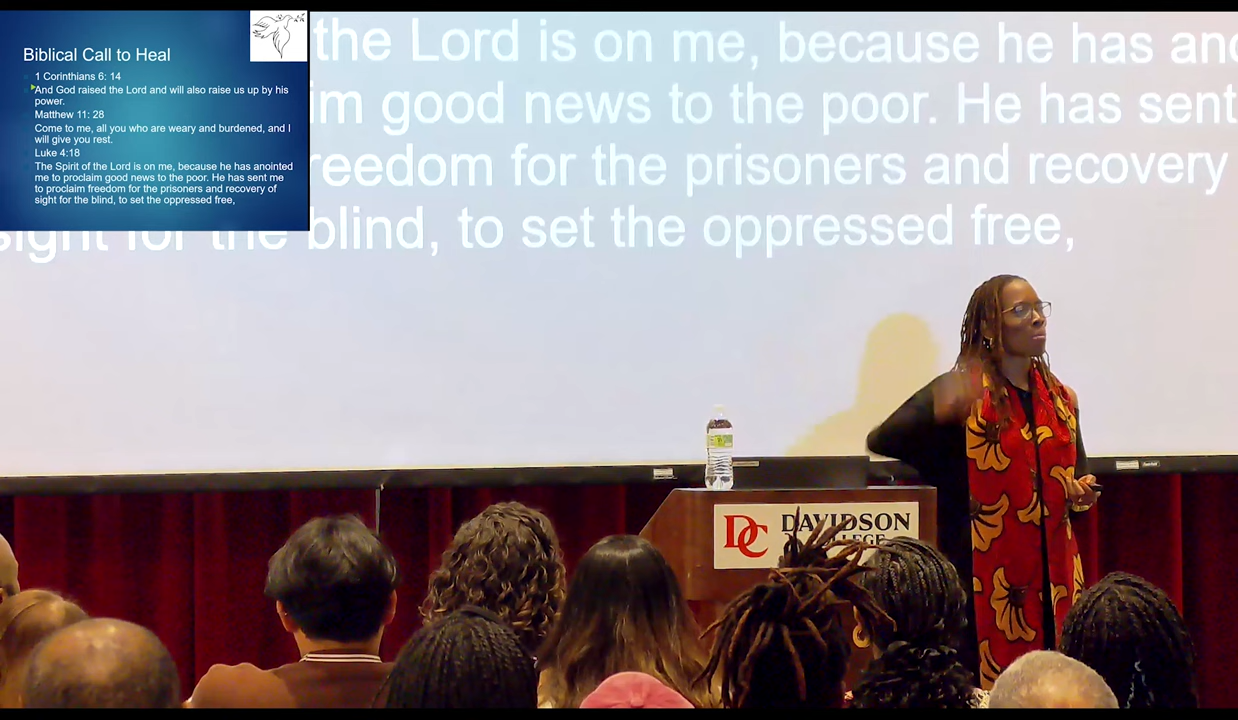 Biblical Call to Heal
1 Corinthians 6: 14
And God raised the Lord and will also raise us up by his
power.
Matthew 11: 28
Come to me, all you who are weary and burdened, and I
will give you rest.
Luke 4:18
The Spirit of the Lord is on me, because he has anointed
me to proclaim good news to the poor. He has sent me
to proclaim freedom for the prisoners and recovery of
sight for the blind, to set the oppressed free,
the Lord is on me, because he has
good news to the poor. He has sent
for the prisoners and recovery
sight for the blind, to set the oppressed free,
DC DAVIDSON